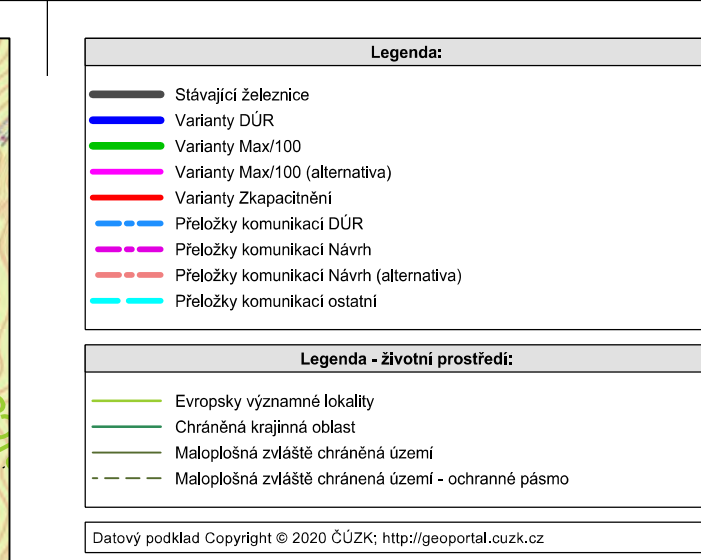 Legenda:
Stávající železnice
Varianty DÚR
Varianty Max/100
Varianty Max/100 (alternativa)
Varianty Zkapacitnění
Přeložky komunikací DÚR
Přeložky komunikací Návrh
Přeložky komunikací Návrh (alternativa)
Přeložky komunikací ostatní
Legenda - životní prostředí:
Evropsky významné lokality
Chráněná krajinná oblast
Maloplošná zvláště chráněná území
Maloplošná zvláště chránená území - ochranné pásmo
Datový podklad Copyright © 2020 ČÚZK; http://geoportal.cuzk.cz